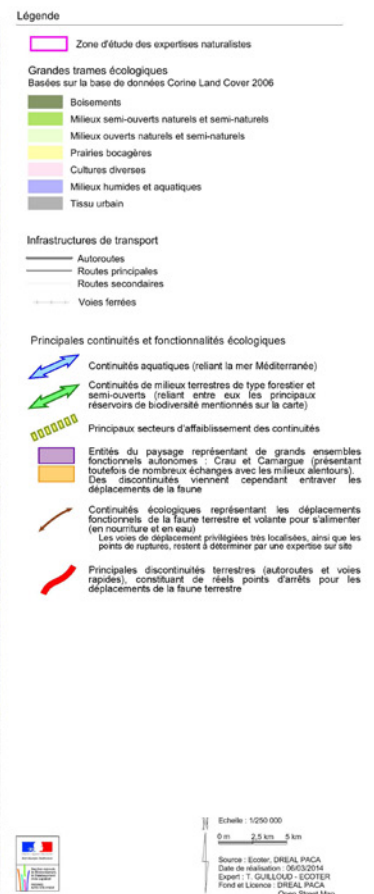 Légende
Zone d'étude des expertises naturalistes
Grandes trames écologiques
Basées sur la base de données Corine Land Cover 2006
Boisements
Milieux semi-ouverts naturels et semi-naturels
Milieux ouverts naturels et semi-naturels
Prairies bocagères
Cultures diverses
Milieux humides et aquatiques
Tissu urbain
Infrastructures de transport
Autoroutes
Routes principales
Routes secondaires
Voies ferrées
Principales continuités et fonctionnalités écologiques
Continuités aquatiques (reliant la mer Méditerranée)
Continuités de milieux terrestres de type forestier et
semi-ouverts (reliant entre eux les principaux
réservoirs de biodiversité mentionnés sur la carte)
Principaux secteurs d'affaiblissement des continuités
Entités du paysage représentant de grands ensembles
fonctionnels autonomes : Crau et Camargue (présentant
toutefois de nombreux échanges avec les milieux alentours).
Des discontinuités viennent cependant entraver les
déplacements de la faune
Continuités écologiques représentant les déplacements
fonctionnels de la faune terrestre et volante pour s'alimenter
(en nourriture et en eau)
Les voies de déplacement privilégiées très localisées, ainsi que les
points de ruptures, restent à déterminer par une expertise sur site
Principales discontinuités terrestres (autoroutes et voies
rapides), constituant de réels points d'arrêts pour les
déplacements de la faune terrestre
N
Echelle : 1/250 000
0 m 2,5 km 5 km
Source : Ecoter, DREAL PACA
Date de réalisation : 06/03/2014
Expert : T. GUILLOUD - ECOTER
Fond et Licence : DREAL PACA
Open Street Map